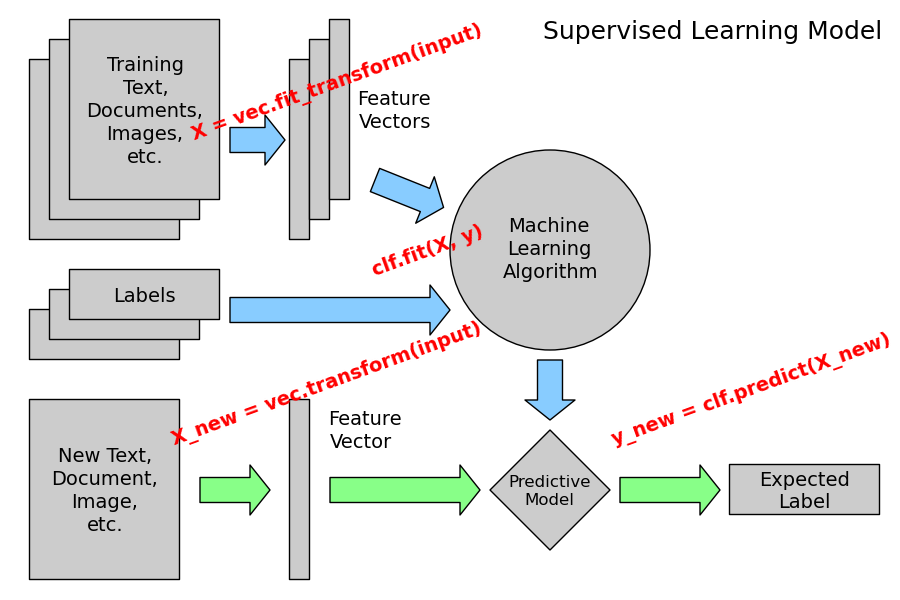 Supervised Learning Model
Training
Text,
Documents,
Images,
etc.
X = vec.fit_transform(input)
Feature
Vectors
Machine
Learning
Algorithm
clf.fit(X, y)
Labels
X_new = vec.transform(input)
y_new = clf.predict(X_new)
New Text,
Document,
Image,
etc.
Feature
Vector
Predictive
Model
Expected
Label